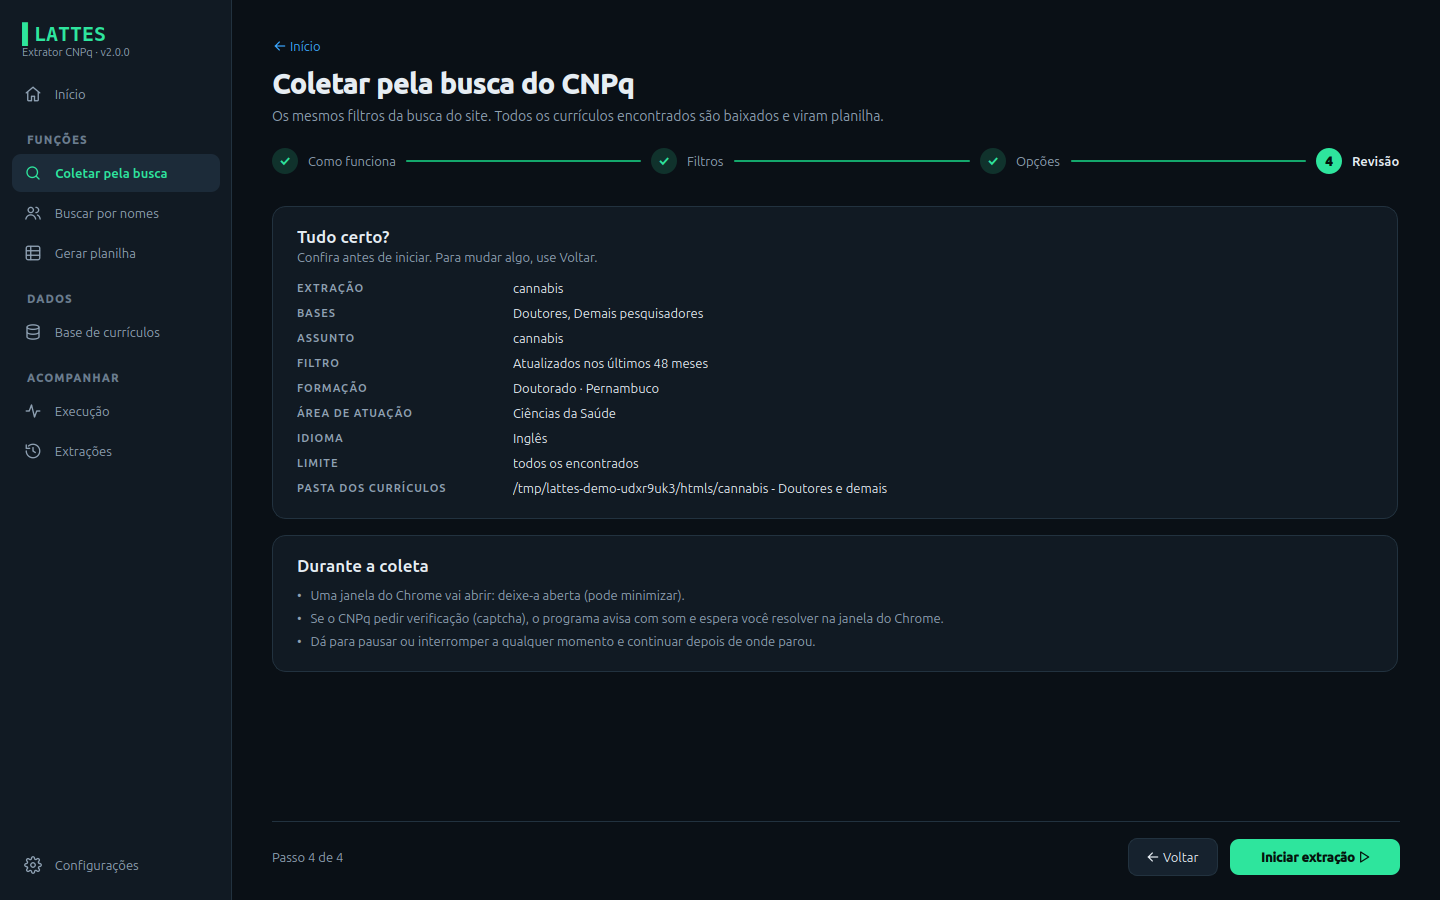 LATTES
Extrator CNPq · v2.0.0
Início
FUNÇÕES
Coletar pela busca
Buscar por nomes
Gerar planilha
DADOS
Base de currículos
ACOMPANHAR
Execução
Extrações
Configurações
← Início
Coletar pela busca do CNPq
Os mesmos filtros da busca do site. Todos os currículos encontrados são baixados e viram planilha.
Como funciona
Filtros
Opções
4 Revisão
Tudo certo?
Confira antes de iniciar. Para mudar algo, use Voltar.
EXTRAÇÃO cannabis
BASES Doutores, Demais pesquisadores
ASSUNTO cannabis
FILTRO Atualizados nos últimos 48 meses
FORMAÇÃO Doutorado · Pernambuco
ÁREA DE ATUAÇÃO Ciências da Saúde
IDIOMA Inglês
LIMITE todos os encontrados
PASTA DOS CURRÍCULOS /tmp/lattes-demo-udxr9uk3/htmls/cannabis - Doutores e demais
Durante a coleta
• Uma janela do Chrome vai abrir: deixe-a aberta (pode minimizar).
• Se o CNPq pedir verificação (captcha), o programa avisa com som e espera você resolver na janela do Chrome.
• Dá para pausar ou interromper a qualquer momento e continuar depois de onde parou.
Passo 4 de 4
← Voltar
Iniciar extração ▷